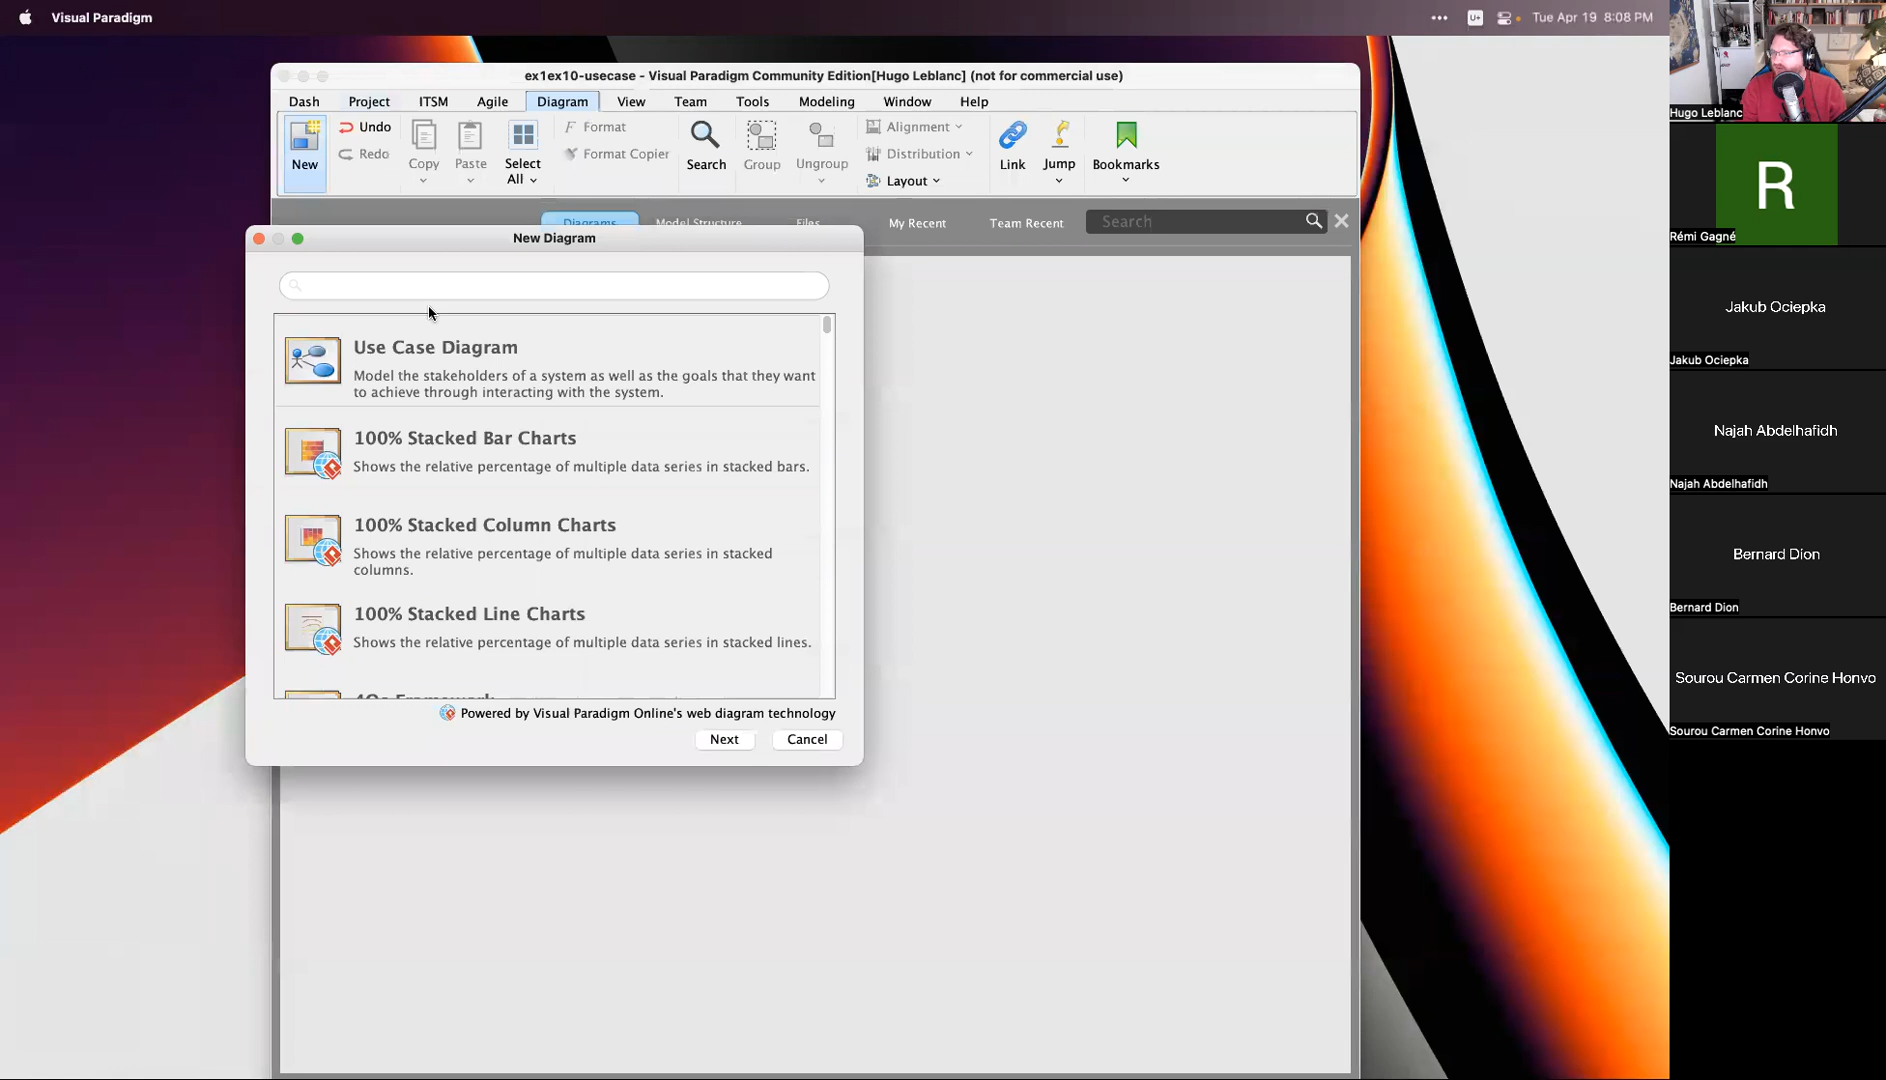 Visual Paradigm
U+
Tue Apr 19 8:08 PM
ex1ex10-usecase - Visual Paradigm Community Edition[Hugo Leblanc] (not for commercial use)
Dash Project ITSM Agile Diagram View Team Tools Modeling Window Help
New
Undo
Redo
Copy
Paste
Select
All
Format
Format Copier
Search
Group
Ungroup
Alignment
Distribution
Layout
Link
Jump
Bookmarks
Diagrams Model Structure Files My Recent Team Recent Search
New Diagram
Use Case Diagram
Model the stakeholders of a system as well as the goals that they want
to achieve through interacting with the system.
100% Stacked Bar Charts
Shows the relative percentage of multiple data series in stacked bars.
100% Stacked Column Charts
Shows the relative percentage of multiple data series in stacked
columns.
100% Stacked Line Charts
Shows the relative percentage of multiple data series in stacked lines.
4Qs Framework
Powered by Visual Paradigm Online's web diagram technology
Next Cancel
Hugo Leblanc
R
Rémi Gagné
Jakub Ociepka
Jakub Ociepka
Najah Abdelhafidh
Najah Abdelhafidh
Bernard Dion
Bernard Dion
Sourou Carmen Corine Honvo
Sourou Carmen Corine Honvo